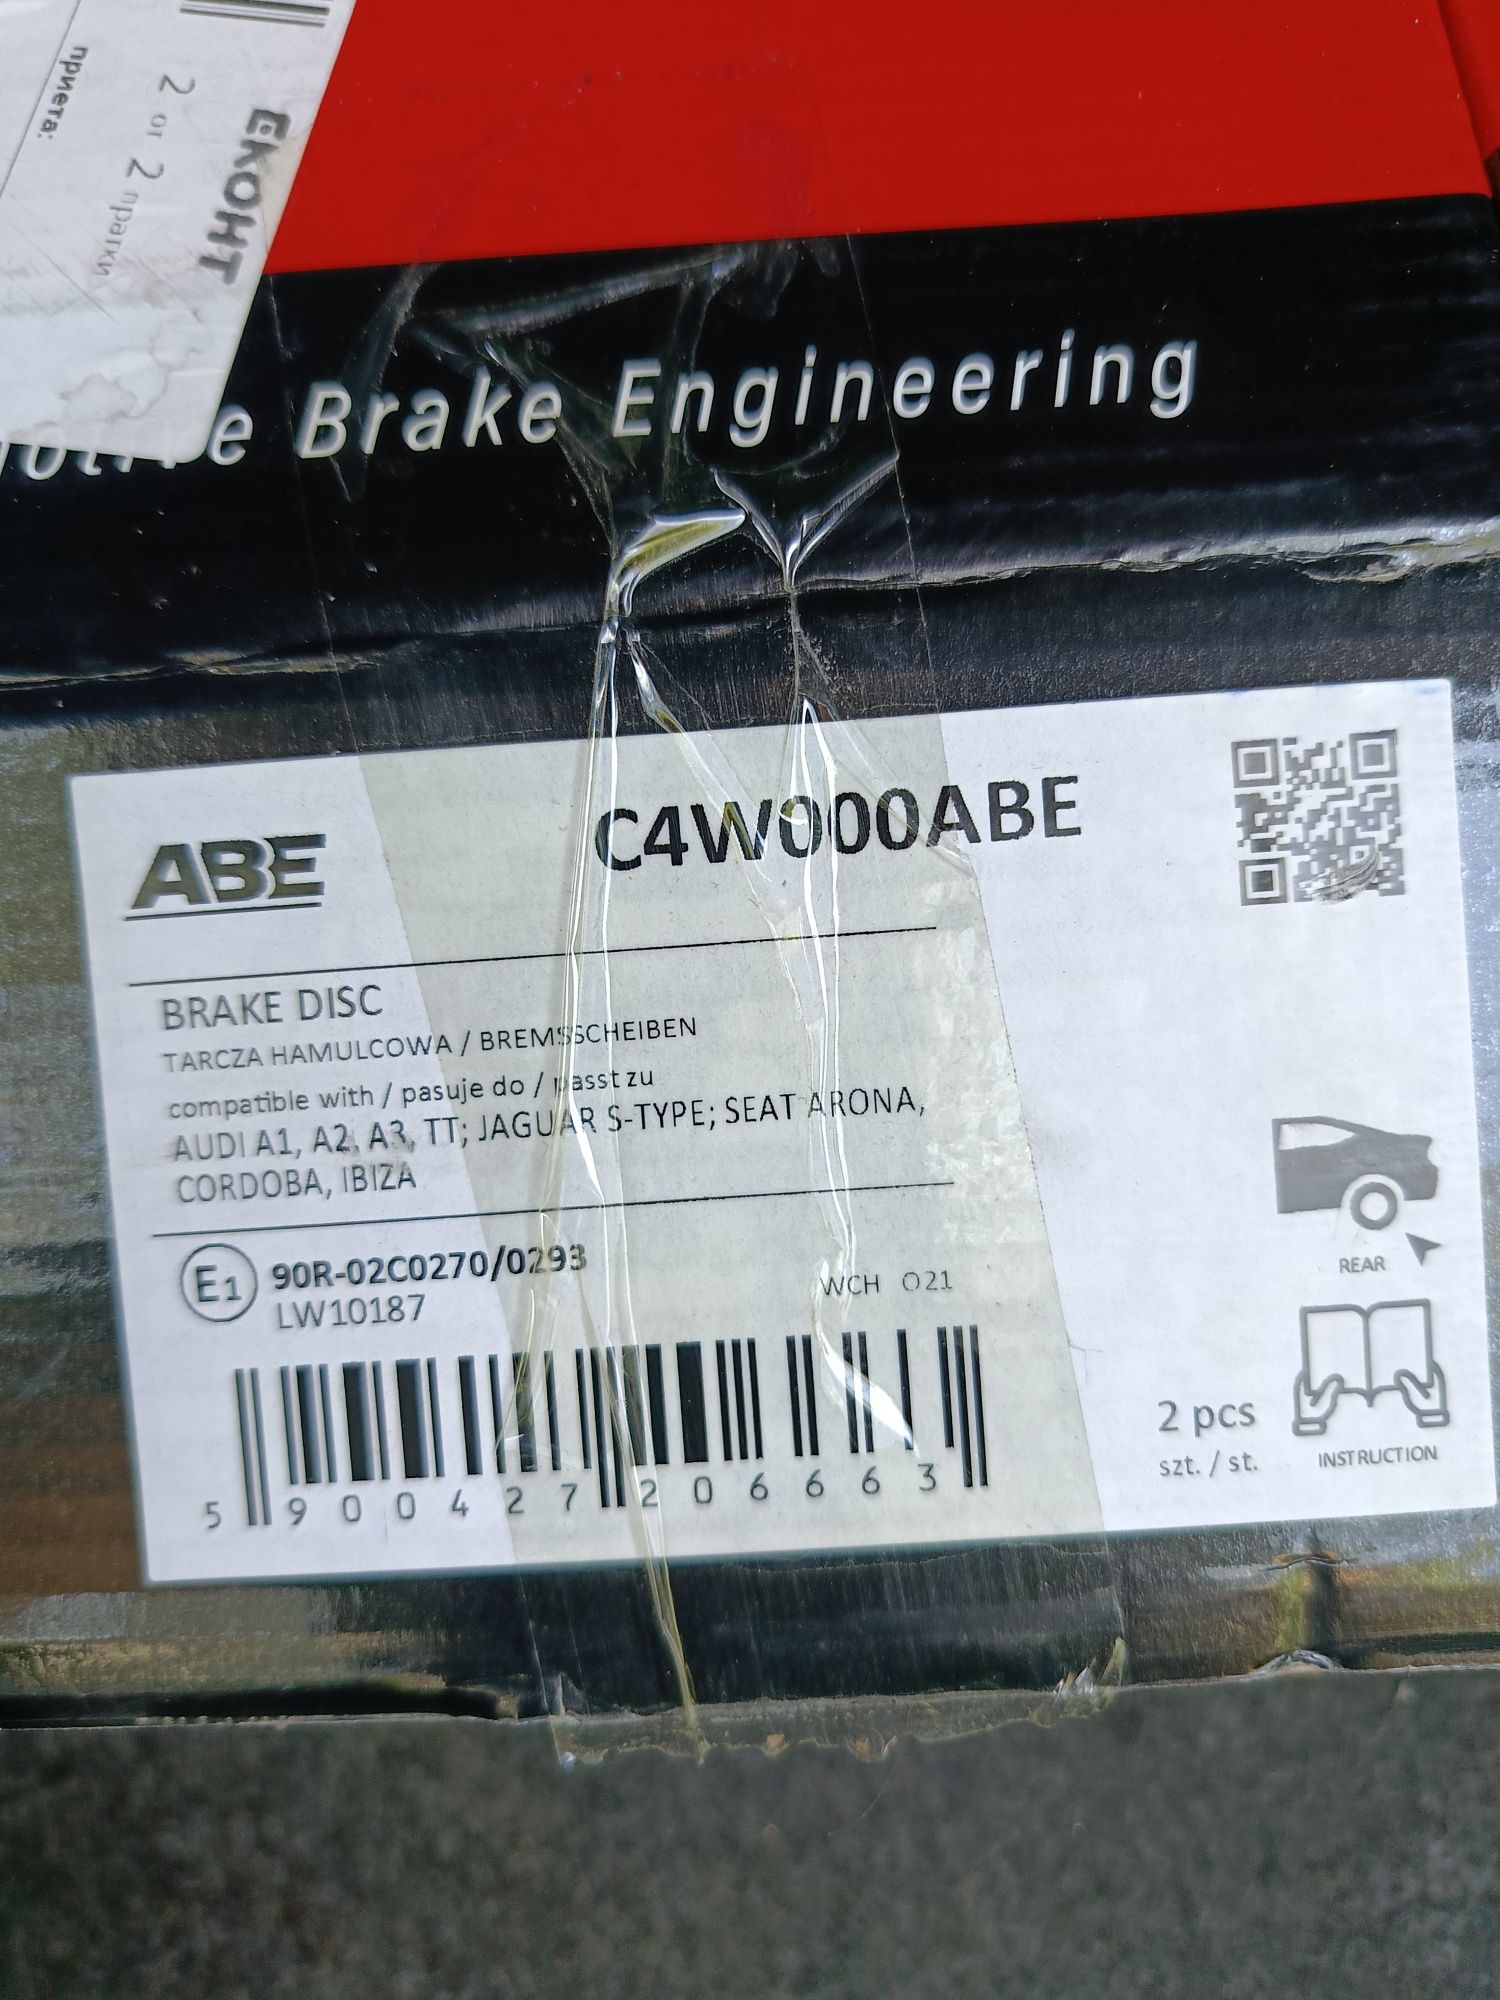 приета:
2 от 2 пратки
Еконт
Brake Engineering
ABE
C4W000ABE
BRAKE DISC
TARCZA HAMULCOWA / BREMSSCHEIBEN
compatible with / pasuje do / passt zu
AUDI A1, A2, A3, TT; JAGUAR S-TYPE; SEAT ARONA,
CORDOBA, IBIZA
E1 90R-02C0270/0293
LW10187
WCH O21
REAR
2 pcs
szt. / st.
INSTRUCTION
5 900427 206663